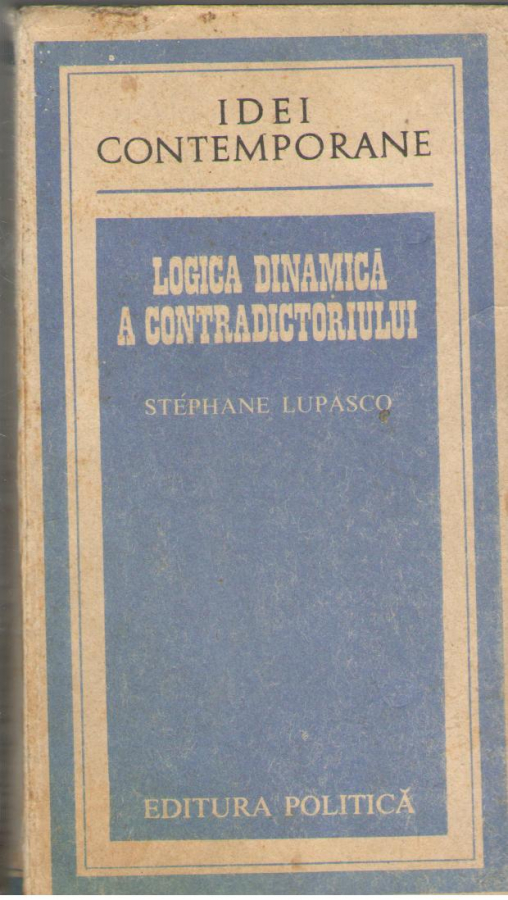 IDEI
CONTEMPORANE
LOGICA DINAMICĂ
A CONTRADICTORIULUI
STÉPHANE LUPASCO
EDITURA POLITICĂ